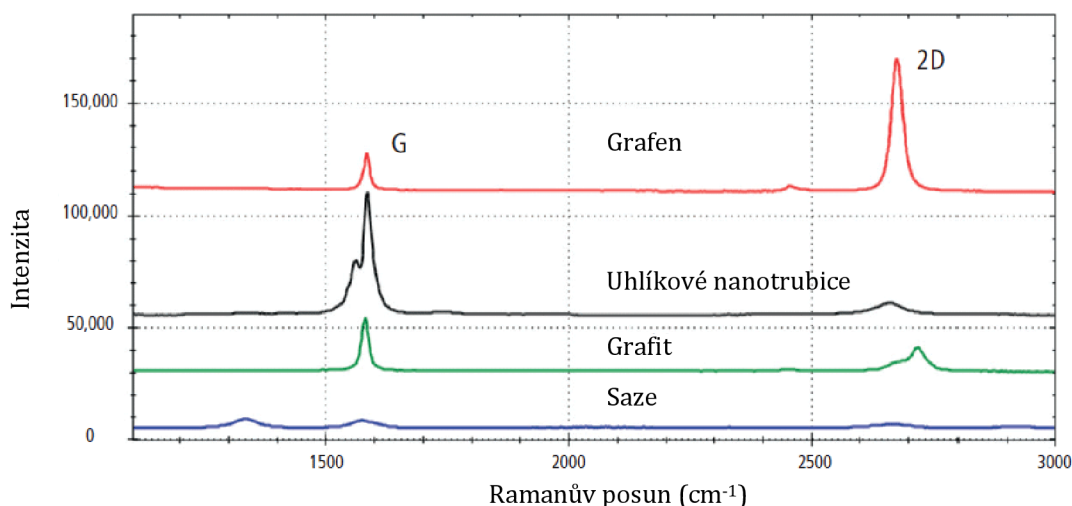 2D
150,000
G
Grafen
100,000
Intenzita
Uhlíkové nanotrubice
50,000
Grafit
Saze
0
1500
2000
2500
3000
Ramanův posun (cm-1)